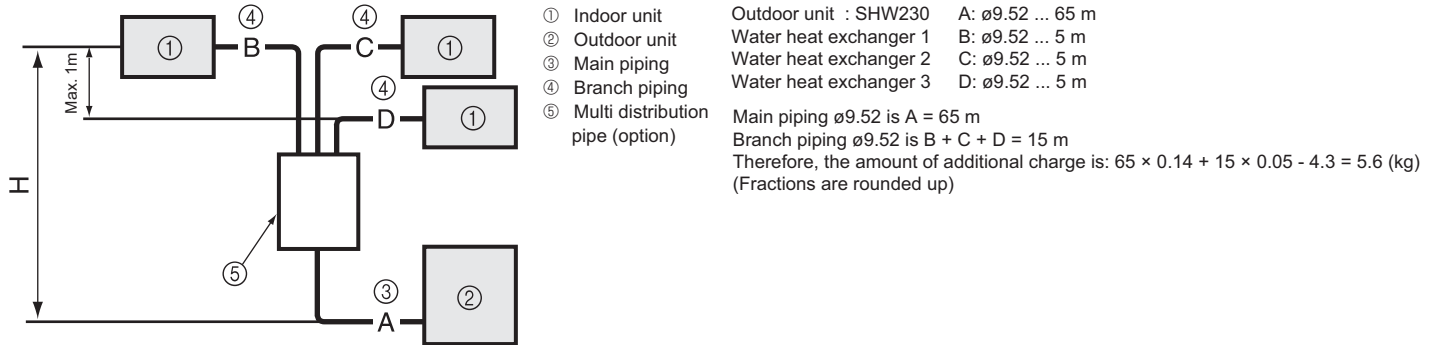 ④
④
①
B
C
①
Max. 1m
④
D
①
H
⑤
③
A
②
① Indoor unit
② Outdoor unit
③ Main piping
④ Branch piping
⑤ Multi distribution
pipe (option)
Outdoor unit : SHW230 A: ø9.52 ... 65 m
Water heat exchanger 1 B: ø9.52 ... 5 m
Water heat exchanger 2 C: ø9.52 ... 5 m
Water heat exchanger 3 D: ø9.52 ... 5 m
Main piping ø9.52 is A = 65 m
Branch piping ø9.52 is B + C + D = 15 m
Therefore, the amount of additional charge is: 65 × 0.14 + 15 × 0.05 - 4.3 = 5.6 (kg)
(Fractions are rounded up)